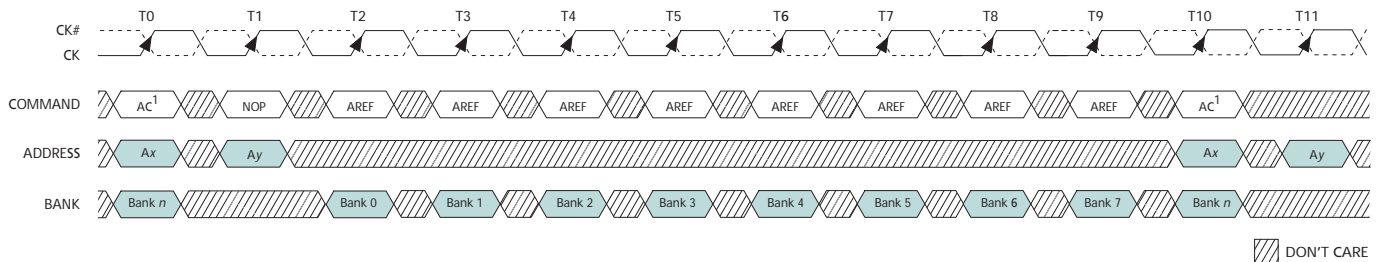 T0 T1 T2 T3 T4 T5 T6 T7 T8 T9 T10 T11
CK#
CK
COMMAND AC1 NOP AREF AREF AREF AREF AREF AREF AREF AREF AC1
ADDRESS Ax Ay Ax Ay
BANK Bank n Bank 0 Bank 1 Bank 2 Bank 3 Bank 4 Bank 5 Bank 6 Bank 7 Bank n
DON'T CARE